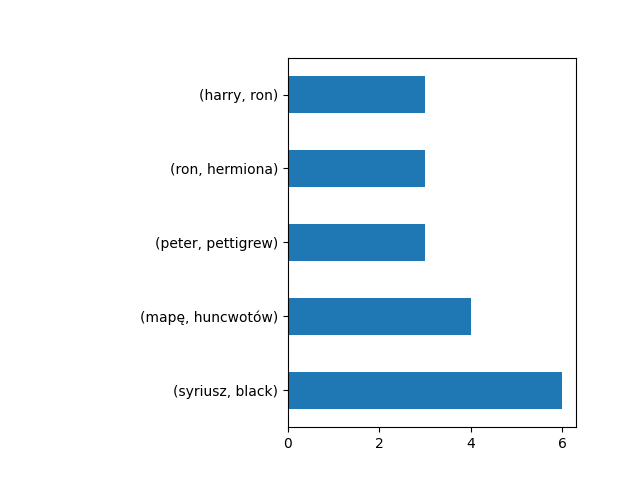 (harry, ron)
(ron, hermiona)
(peter, pettigrew)
(mapę, huncwotów)
(syriusz, black)
0 2 4 6